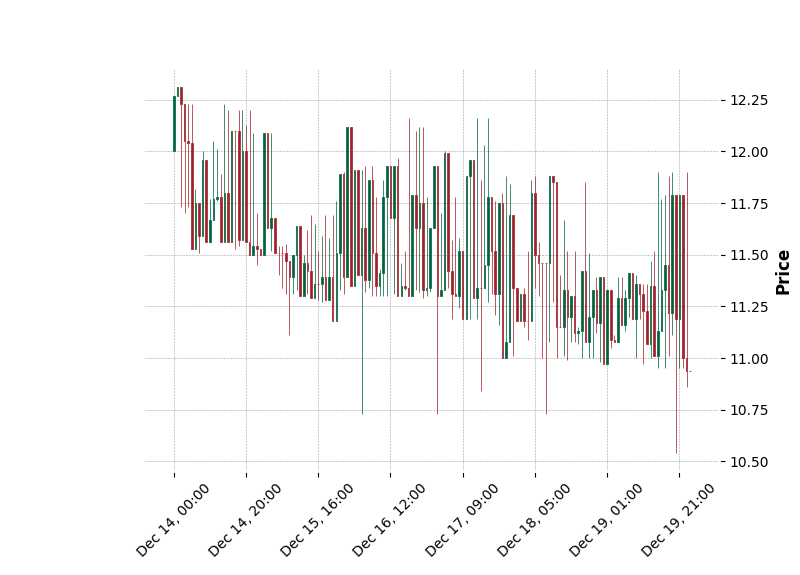 12.25
12.00
11.75
11.50
11.25
11.00
10.75
10.50
Price
Dec 14, 00:00
Dec 14, 20:00
Dec 15, 16:00
Dec 16, 12:00
Dec 17, 09:00
Dec 18, 05:00
Dec 19, 01:00
Dec 19, 21:00